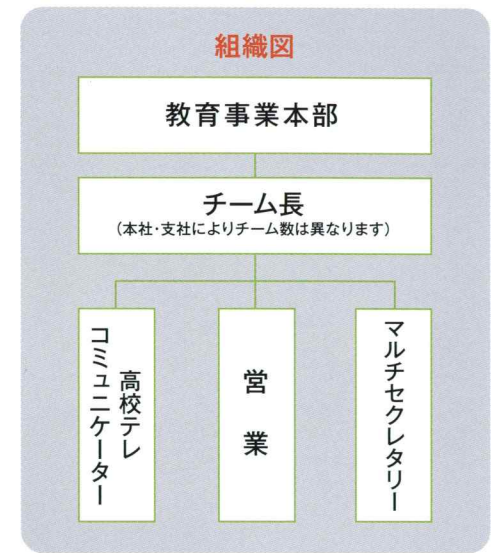 組織図
教育事業本部
チーム長
(本社・支社によりチーム数は異なります)
高校テレ
コミュニケーター
営業
マルチセクレタリー